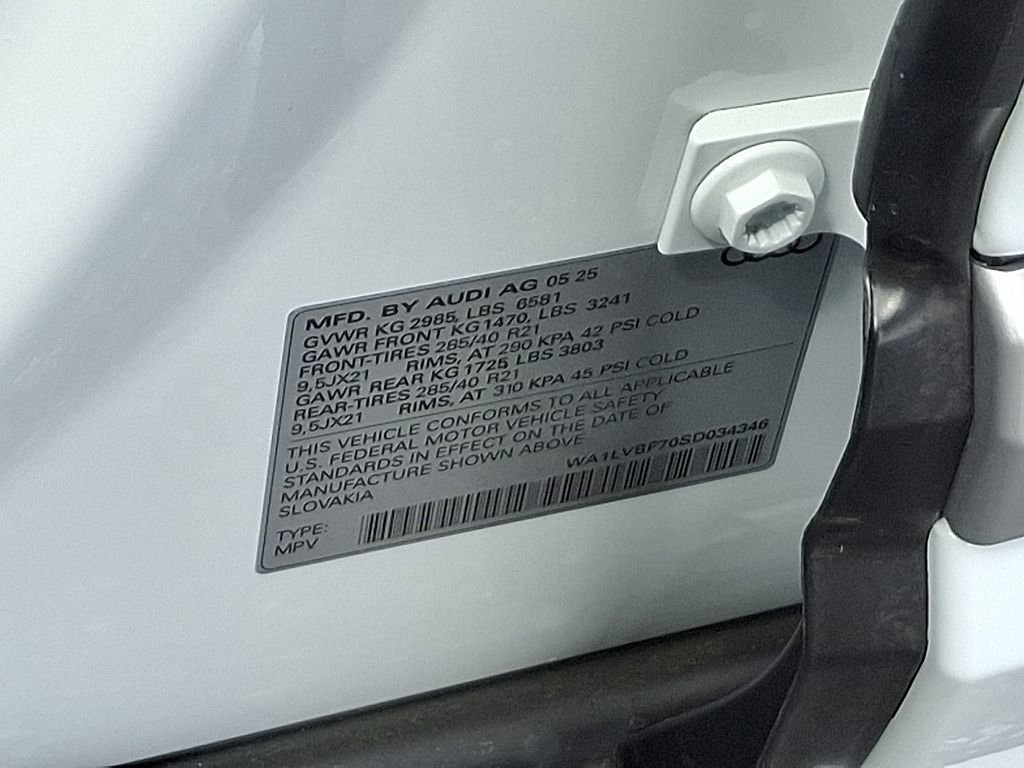 MFD. BY AUDI AG 05 25
GVWR KG 2985, LBS 6581
GAWR FRONT KG 1470, LBS 3241
FRONT-TIRES 285/40 R21
9,5JX21 RIMS, AT 290 KPA 42 PSI COLD
GAWR REAR KG 1725 LBS 3803
REAR-TIRES 285/40 R21
9,5JX21 RIMS, AT 310 KPA 45 PSI COLD
THIS VEHICLE CONFORMS TO ALL APPLICABLE
U.S. FEDERAL MOTOR VEHICLE SAFETY
STANDARDS IN EFFECT ON THE DATE OF
MANUFACTURE SHOWN ABOVE
SLOVAKIA
WA1LVBF70SD034346
TYPE:
MPV